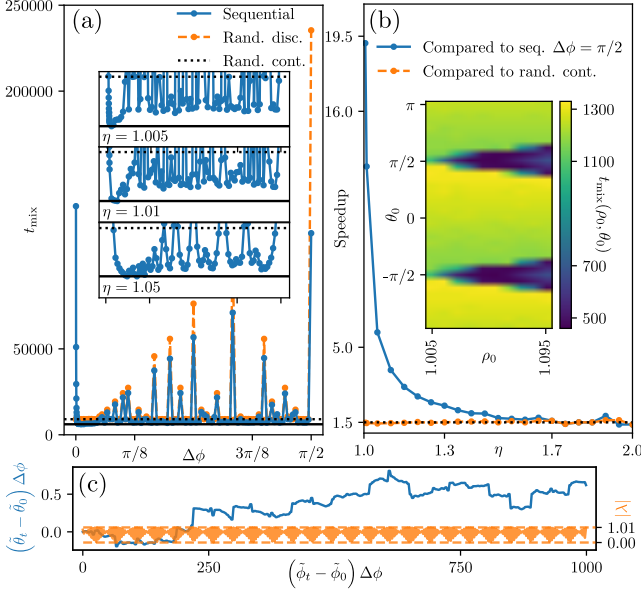 (a)
Sequential
Rand. disc.
Rand. cont.
250000
200000
50000
0
t_mix
η = 1.005
η = 1.01
η = 1.05
0
π/8
Δϕ
3π/8
π/2
(b)
Compared to seq. Δϕ = π/2
Compared to rand. cont.
19.5
16.0
5.0
1.5
Speedup
π
π/2
0
-π/2
θ_0
1.005
ρ_0
1.095
1300
1100
700
500
t_mix(ρ_0, θ_0)
1.0
1.3
η
1.7
2.0
(c)
0.5
0.0
(θ̃_t − θ̃_0) Δϕ
|λ|
1.01
0.00
0
250
(ϕ̃_t − ϕ̃_0) Δϕ
750
1000